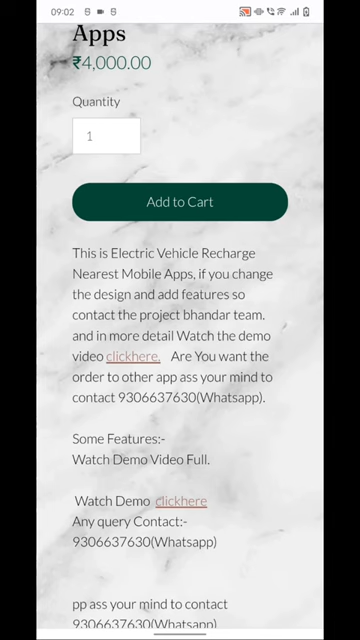 09:02
Apps
₹4,000.00
Quantity
1
Add to Cart
This is Electric Vehicle Recharge
Nearest Mobile Apps, if you change
the design and add features so
contact the project bhandar team.
and in more detail Watch the demo
video clickhere. Are You want the
order to other app ass your mind to
contact 9306637630(Whatsapp).
Some Features:-
Watch Demo Video Full.
Watch Demo clickhere
Any query Contact:-
9306637630(Whatsapp)
pp ass your mind to contact
9306637630(Whatsapp)